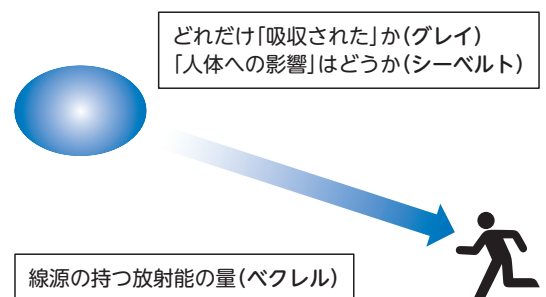 どれだけ「吸収された」か(グレイ)
「人体への影響」はどうか(シーベルト)
線源の持つ放射能の量(ベクレル)